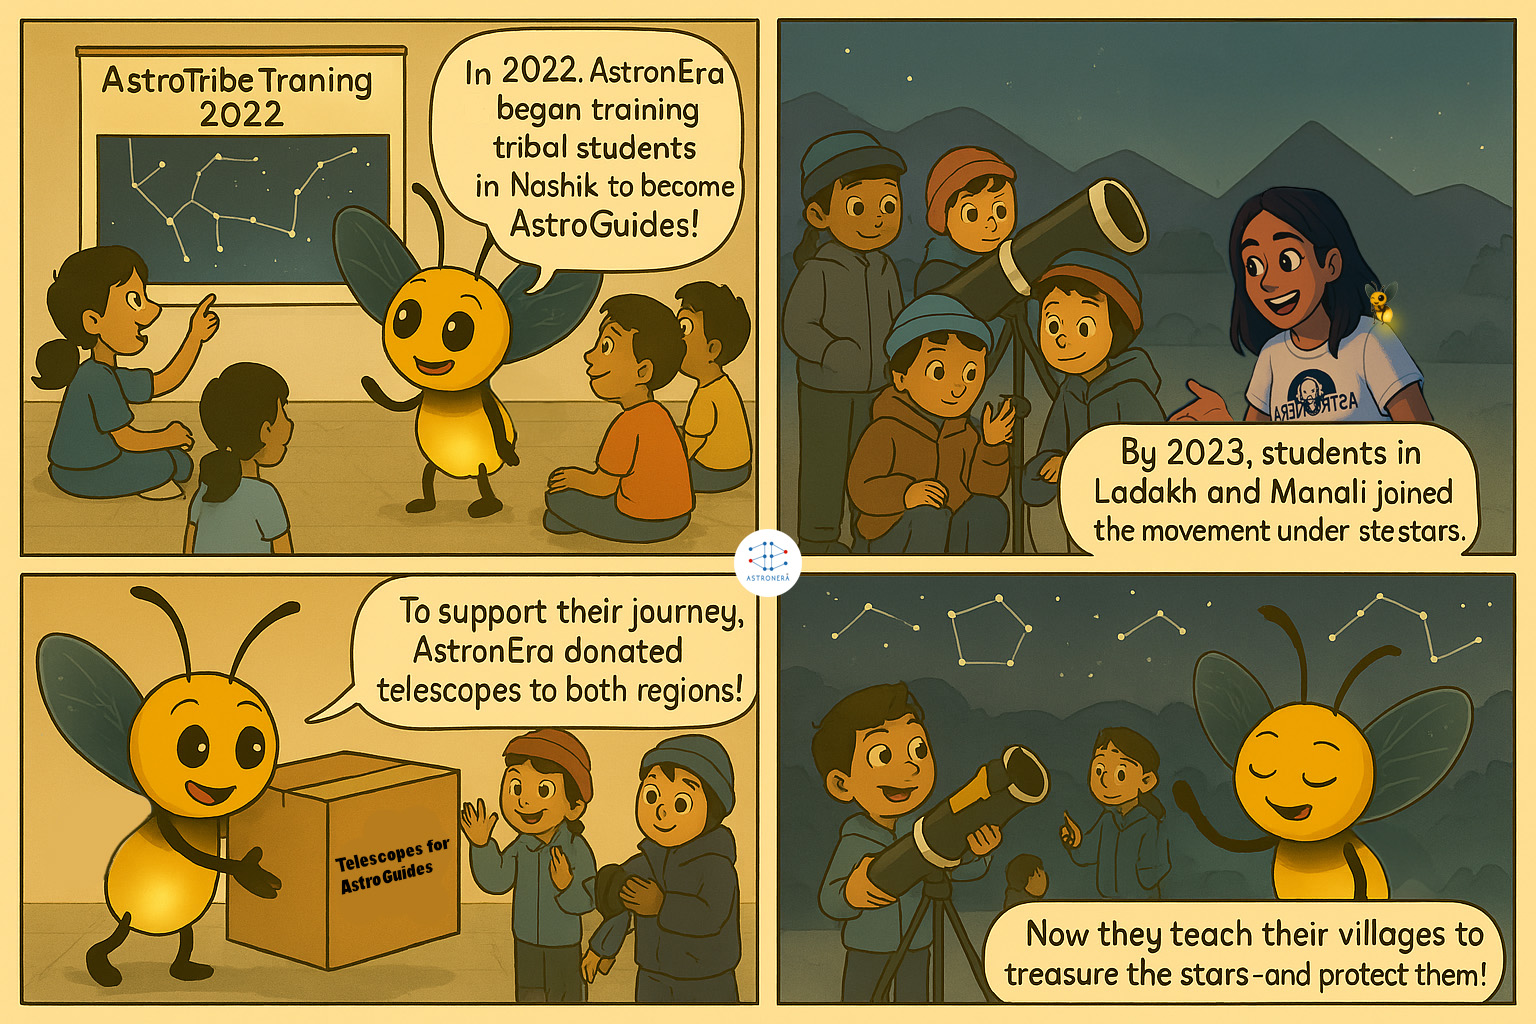 AstroTribe Traning
2022
In 2022. AstronEra
began training
tribal students
in Nashik to become
AstroGuides!
ASTRONERA
By 2023, students in
Ladakh and Manali joined
the movement under ste stars.
ASTRONERA
To support their journey,
AstronEra donated
telescopes to both regions!
Telescopes for
AstroGuides
Now they teach their villages to
treasure the stars-and protect them!